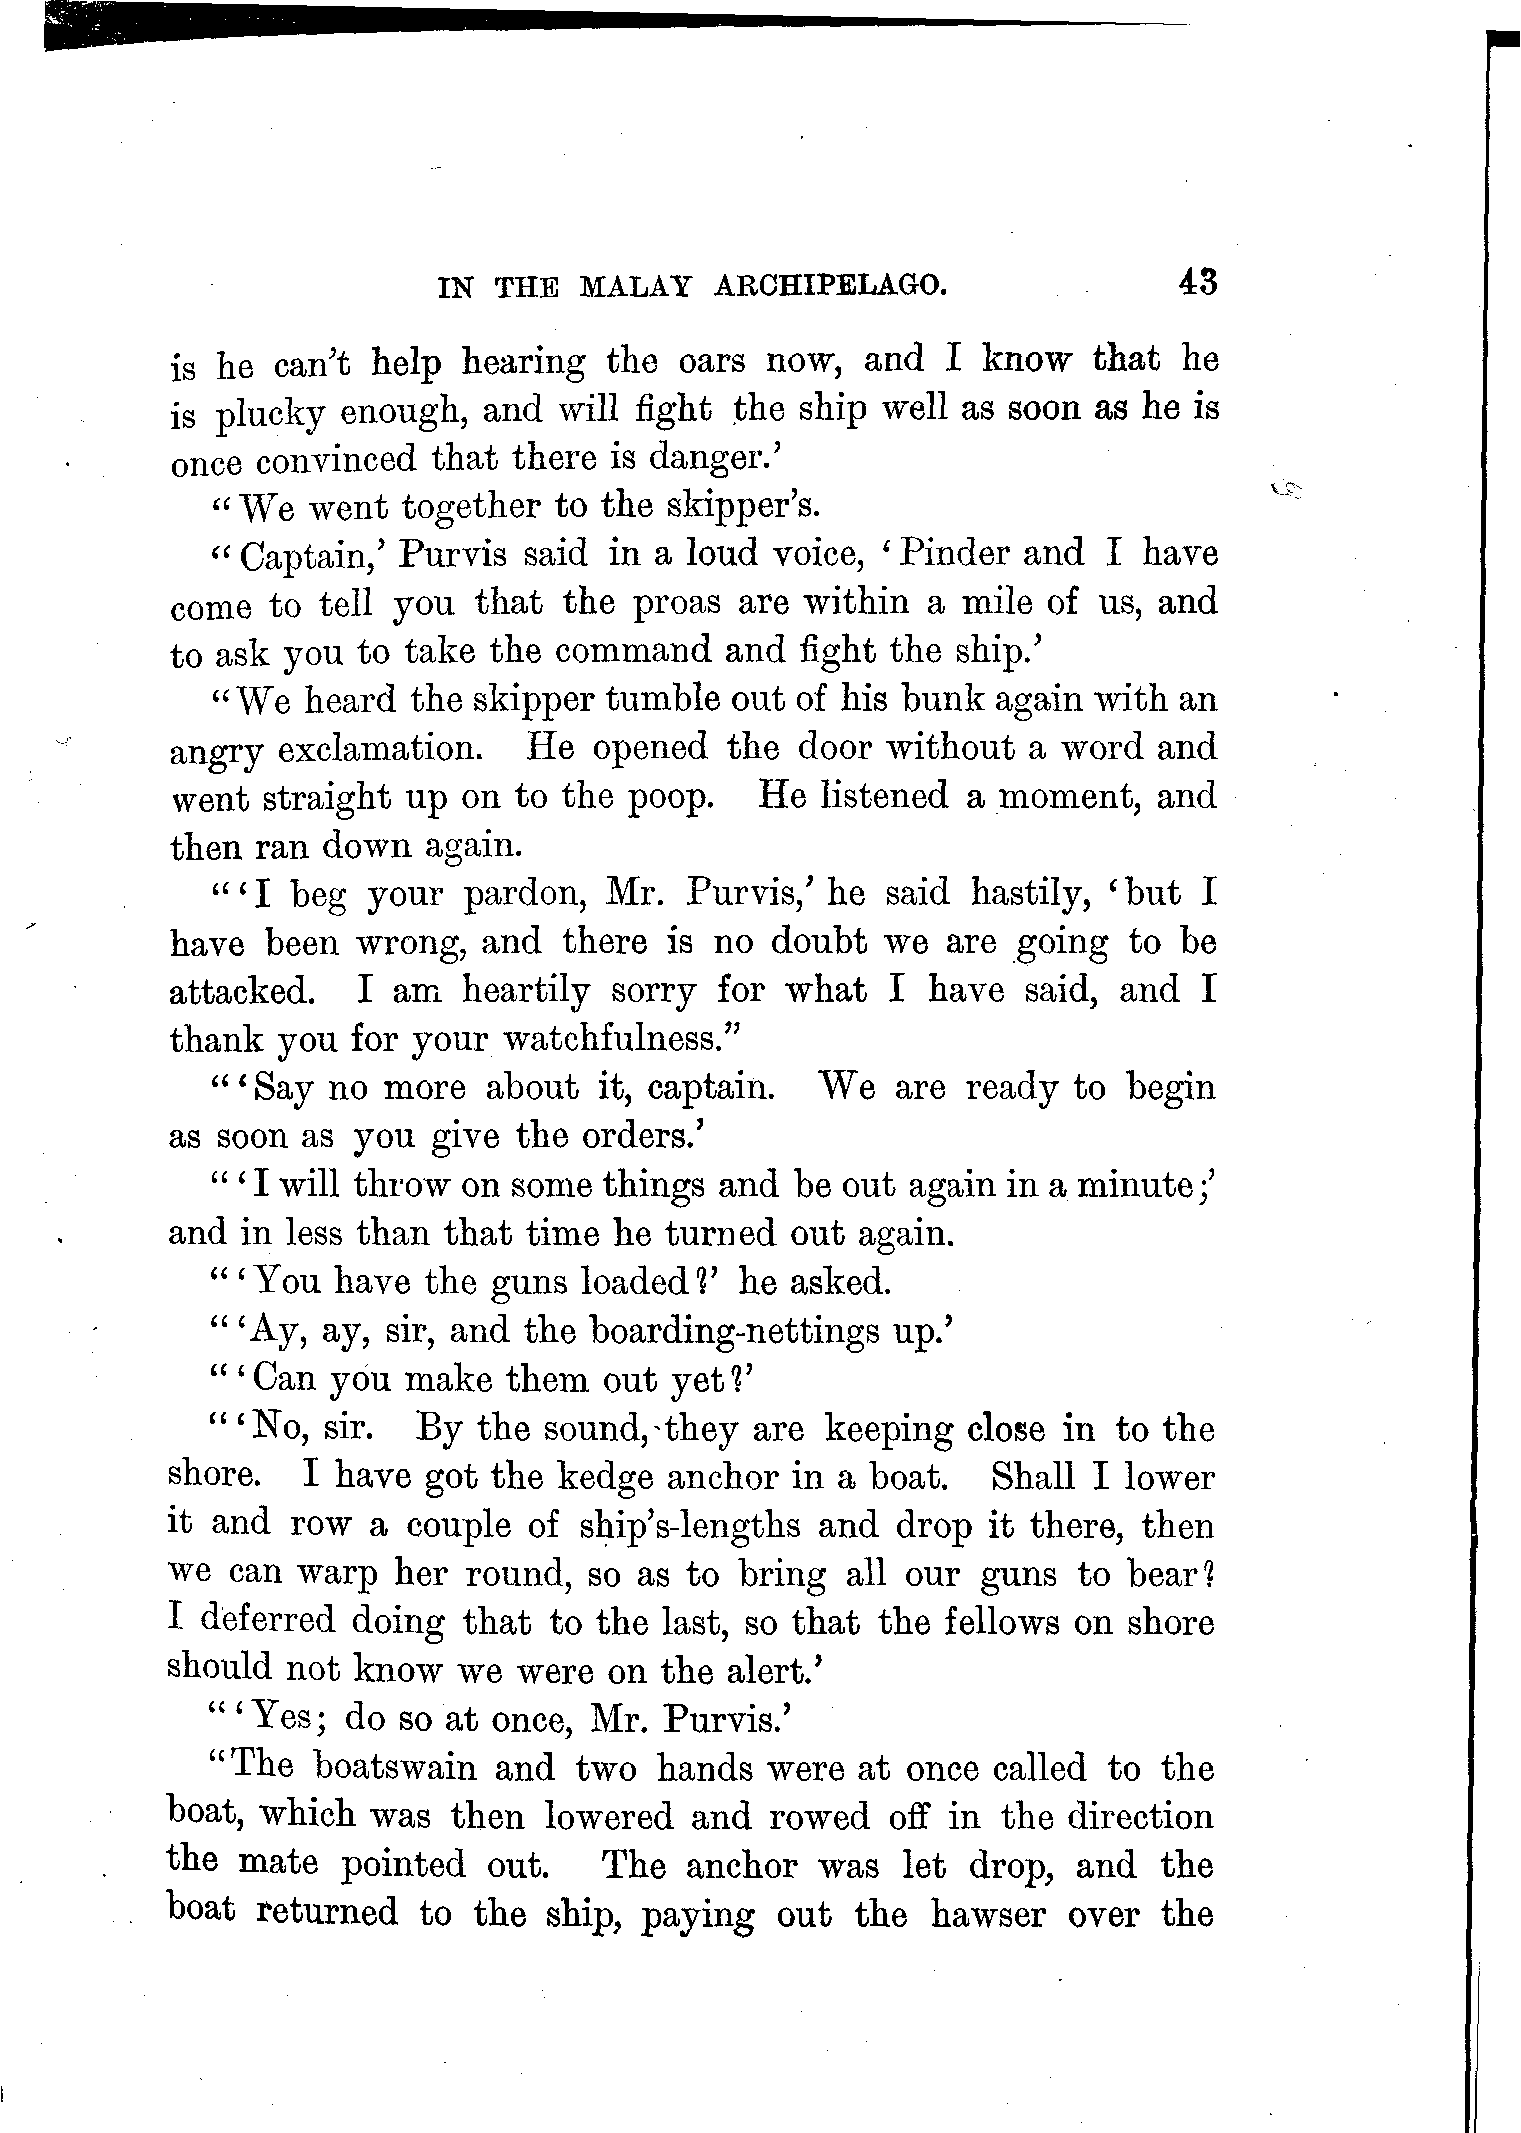 IN THE MALAY ARCHIPELAGO. 43
is he can't help hearing the oars now, and I know that he
is plucky enough, and will fight the ship well as soon as he is
once convinced that there is danger.'
"We went together to the skipper's.
"Captain,' Purvis said in a loud voice, 'Pinder and I have
come to tell you that the proas are within a mile of us, and
to ask you to take the command and fight the ship.'
"We heard the skipper tumble out of his bunk again with an
angry exclamation. He opened the door without a word and
went straight up on to the poop. He listened a moment, and
then ran down again.
"'I beg your pardon, Mr. Purvis,' he said hastily, 'but I
have been wrong, and there is no doubt we are going to be
attacked. I am heartily sorry for what I have said, and I
thank you for your watchfulness."
"'Say no more about it, captain. We are ready to begin
as soon as you give the orders.'
"'I will throw on some things and be out again in a minute;'
and in less than that time he turned out again.
"'You have the guns loaded?' he asked.
"'Ay, ay, sir, and the boarding-nettings up.'
"'Can you make them out yet?'
"'No, sir. By the sound, they are keeping close in to the
shore. I have got the kedge anchor in a boat. Shall I lower
it and row a couple of ship's-lengths and drop it there, then
we can warp her round, so as to bring all our guns to bear?
I deferred doing that to the last, so that the fellows on shore
should not know we were on the alert.'
"'Yes; do so at once, Mr. Purvis.'
"The boatswain and two hands were at once called to the
boat, which was then lowered and rowed off in the direction
the mate pointed out. The anchor was let drop, and the
boat returned to the ship, paying out the hawser over the